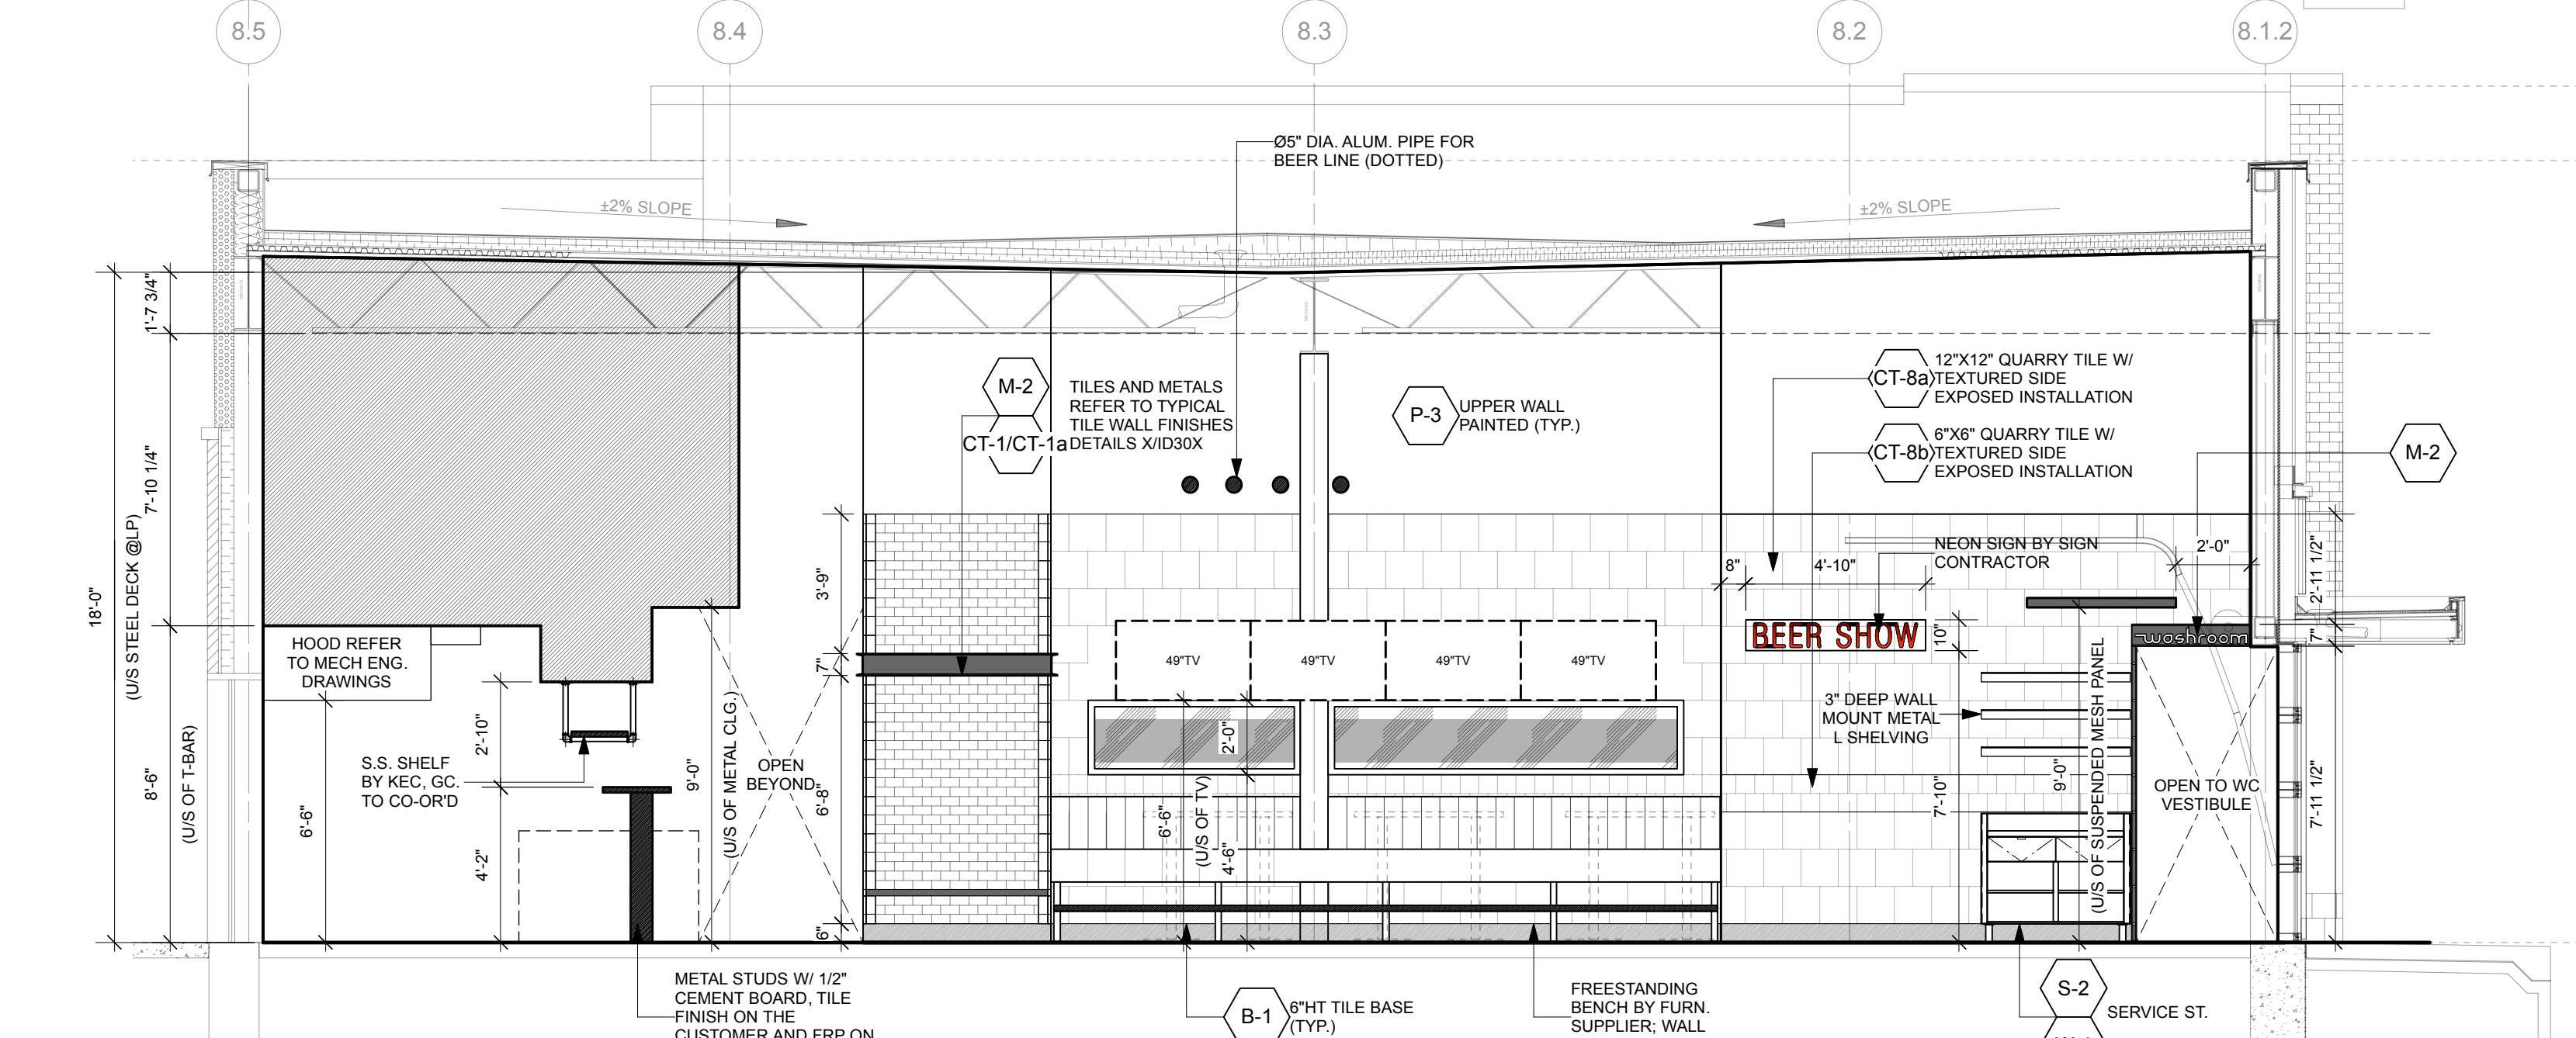 8.5
8.4
8.3
8.2
8.1.2
Ø5" DIA. ALUM. PIPE FOR
BEER LINE (DOTTED)
±2% SLOPE
±2% SLOPE
1'-7 3/4"
7'-10 1/4"
18'-0"
(U/S STEEL DECK @LP)
8'-6"
(U/S OF T-BAR)
HOOD REFER
TO MECH ENG.
DRAWINGS
6'-6"
S.S. SHELF
BY KEC, GC.
TO CO-OR'D
2'-10"
4'-2"
9'-0"
(U/S OF METAL CLG.)
OPEN
BEYOND
3'-9"
7"
6'-8"
6"
M-2
CT-1/CT-1a
TILES AND METALS
REFER TO TYPICAL
TILE WALL FINISHES
DETAILS X/ID30X
P-3
UPPER WALL
PAINTED (TYP.)
49"TV
49"TV
49"TV
49"TV
2'-0"
6'-6"
(U/S OF TV)
4'-6"
CT-8a
12"X12" QUARRY TILE W/
TEXTURED SIDE
EXPOSED INSTALLATION
CT-8b
6"X6" QUARRY TILE W/
TEXTURED SIDE
EXPOSED INSTALLATION
M-2
NEON SIGN BY SIGN
CONTRACTOR
8"
4'-10"
2'-0"
BEER SHOW
10"
washroom
3" DEEP WALL
MOUNT METAL
L SHELVING
7'-10"
9'-0"
(U/S OF SUSPENDED MESH PANEL
OPEN TO WC
VESTIBULE
2'-11 1/2"
7"
7'-11 1/2"
METAL STUDS W/ 1/2"
CEMENT BOARD, TILE
FINISH ON THE
CUSTOMER AND FRP ON
B-1
6"HT TILE BASE
(TYP.)
FREESTANDING
BENCH BY FURN.
SUPPLIER; WALL
S-2
SERVICE ST.